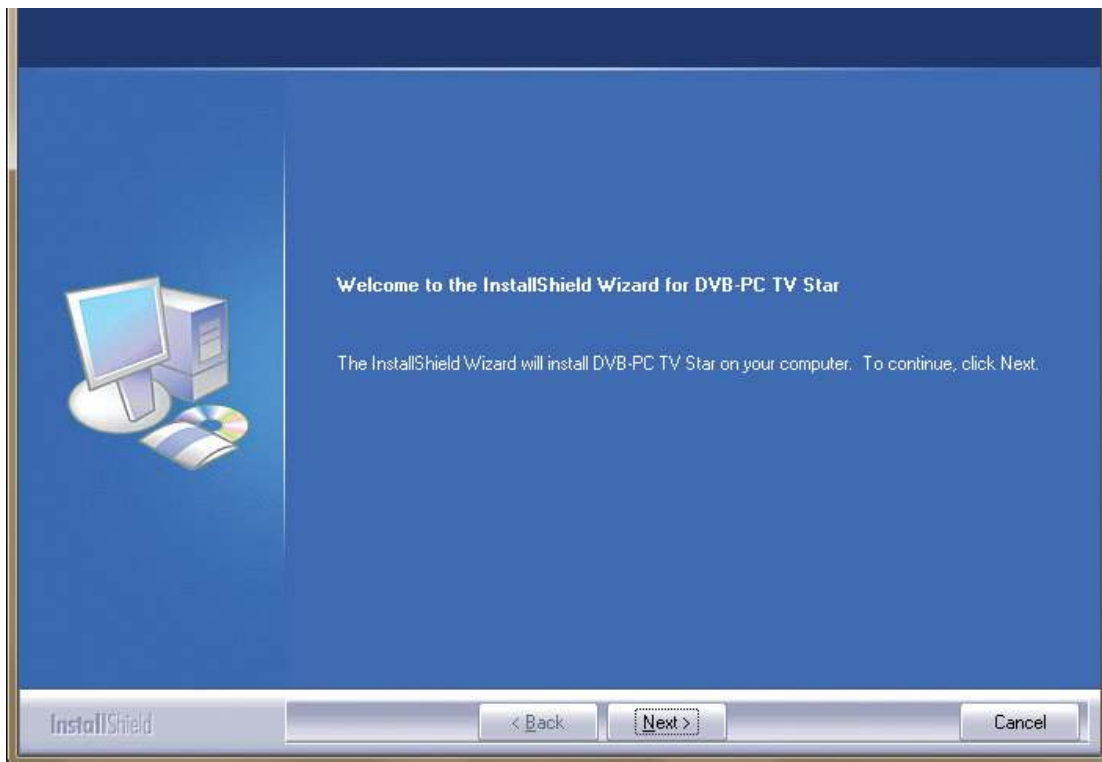 Welcome to the InstallShield Wizard for DVB-PC TV Star
The InstallShield Wizard will install DVB-PC TV Star on your computer.  To continue, click Next.
InstallShield
< Back
Next >
Cancel